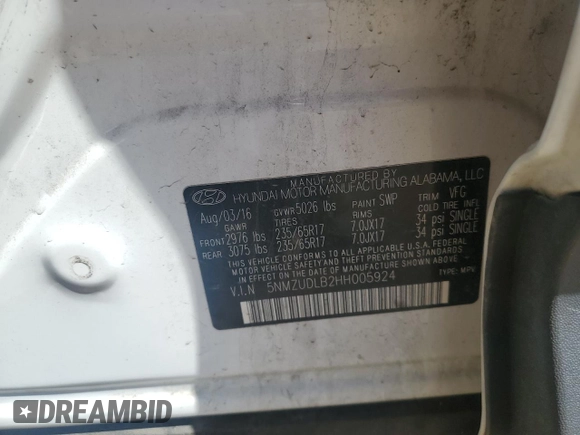 MANUFACTURED BY
HYUNDAI MOTOR MANUFACTURING ALABAMA, LLC
Aug/03/16 GVWR 5026 lbs PAINT SWP TRIM VFG
GAWR TIRES RIMS
FRONT 2976 lbs 235/65R17 7.0JX17 34 psi SINGLE
REAR 3075 lbs 235/65R17 7.0JX17 34 psi SINGLE
THIS VEHICLE CONFORMS TO ALL APPLICABLE U.S.A. FEDERAL
MOTOR VEHICLE SAFETY AND THEFT PREVENTION STANDARDS
IN EFFECT ON THE DATE OF MANUFACTURE SHOWN ABOVE.
V.I.N 5NMZUDLB2HH005924 TYPE: MPV
DREAMBID